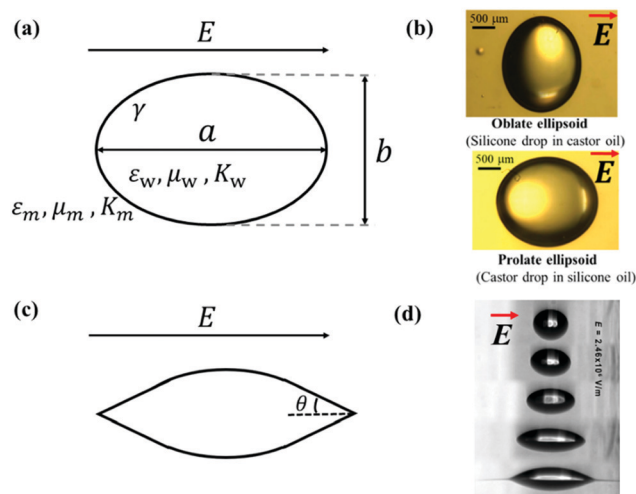 (a)
E
γ
a
b
εw, μw , Kw
εm, μm , Km
(b)
500 μm
E
Oblate ellipsoid
(Silicone drop in castor oil)
500 μm
E
Prolate ellipsoid
(Castor drop in silicone oil)
(c)
E
θ
(d)
E
E = 2.46x10⁶ V/m